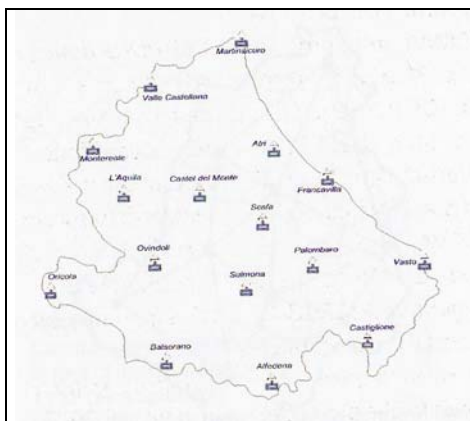 Martinsicuro
Valle Castellana
Atri
Montereale
L'Aquila
Castel del Monte
Francavilla
Scafa
Ovindoli
Palombaro
Vasto
Oricola
Sulmona
Castiglione
Balsorano
Alfedena